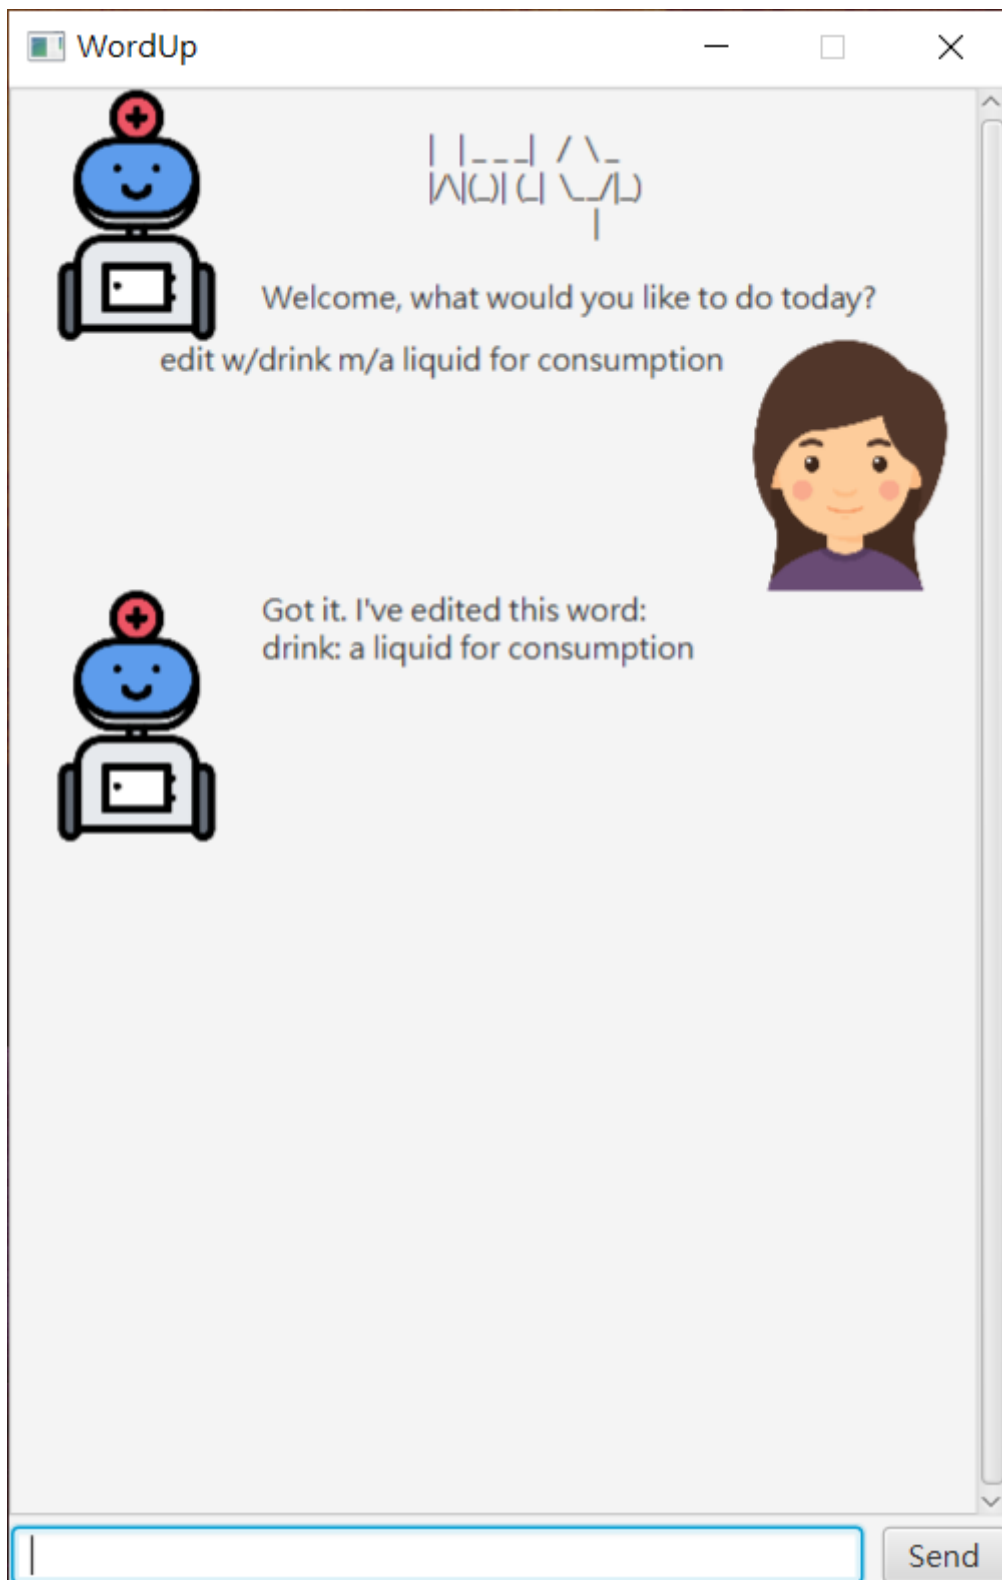 WordUp
|  |_ _ _|  /  \ _
|/\|(_)| (_|  \__/|_)
|
Welcome, what would you like to do today?
edit w/drink m/a liquid for consumption
Got it. I've edited this word:
drink: a liquid for consumption
Send